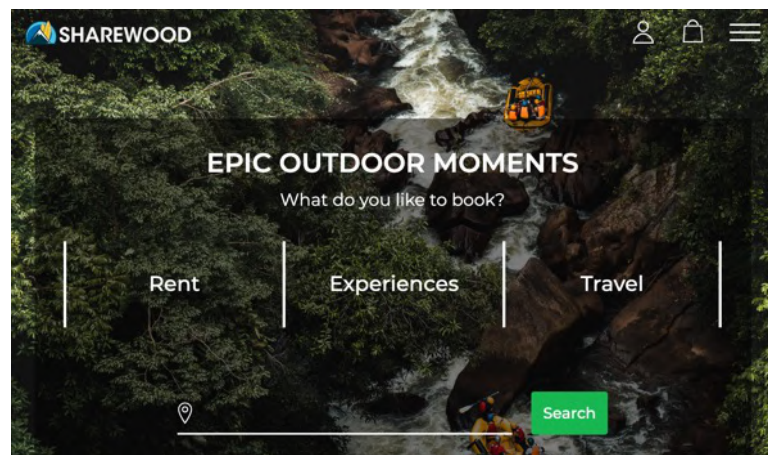 SHAREWOOD
EPIC OUTDOOR MOMENTS
What do you like to book?
Rent
Experiences
Travel
Search